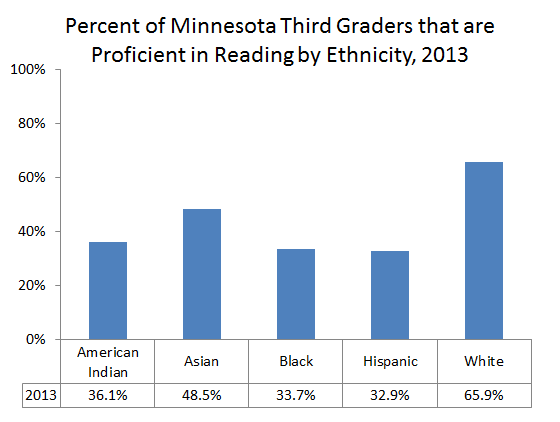 Percent of Minnesota Third Graders that are
Proficient in Reading by Ethnicity, 2013
100%
80%
60%
40%
20%
0%
American Indian Asian Black Hispanic White
2013 36.1% 48.5% 33.7% 32.9% 65.9%